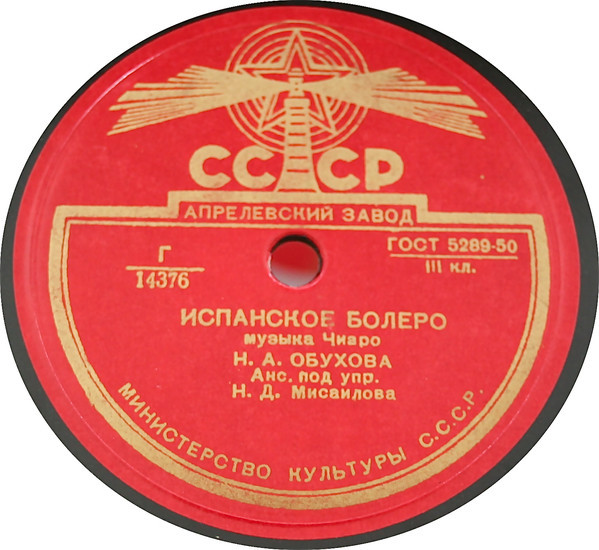 СССР
АПРЕЛЕВСКИЙ ЗАВОД
Г
14376
ГОСТ 5289-50
III кл.
ИСПАНСКОЕ БОЛЕРО
музыка Чиаро
Н. А. ОБУХОВА
Анс. под упр.
Н. Д. Мисаилова
МИНИСТЕРСТВО КУЛЬТУРЫ С.С.С.Р.